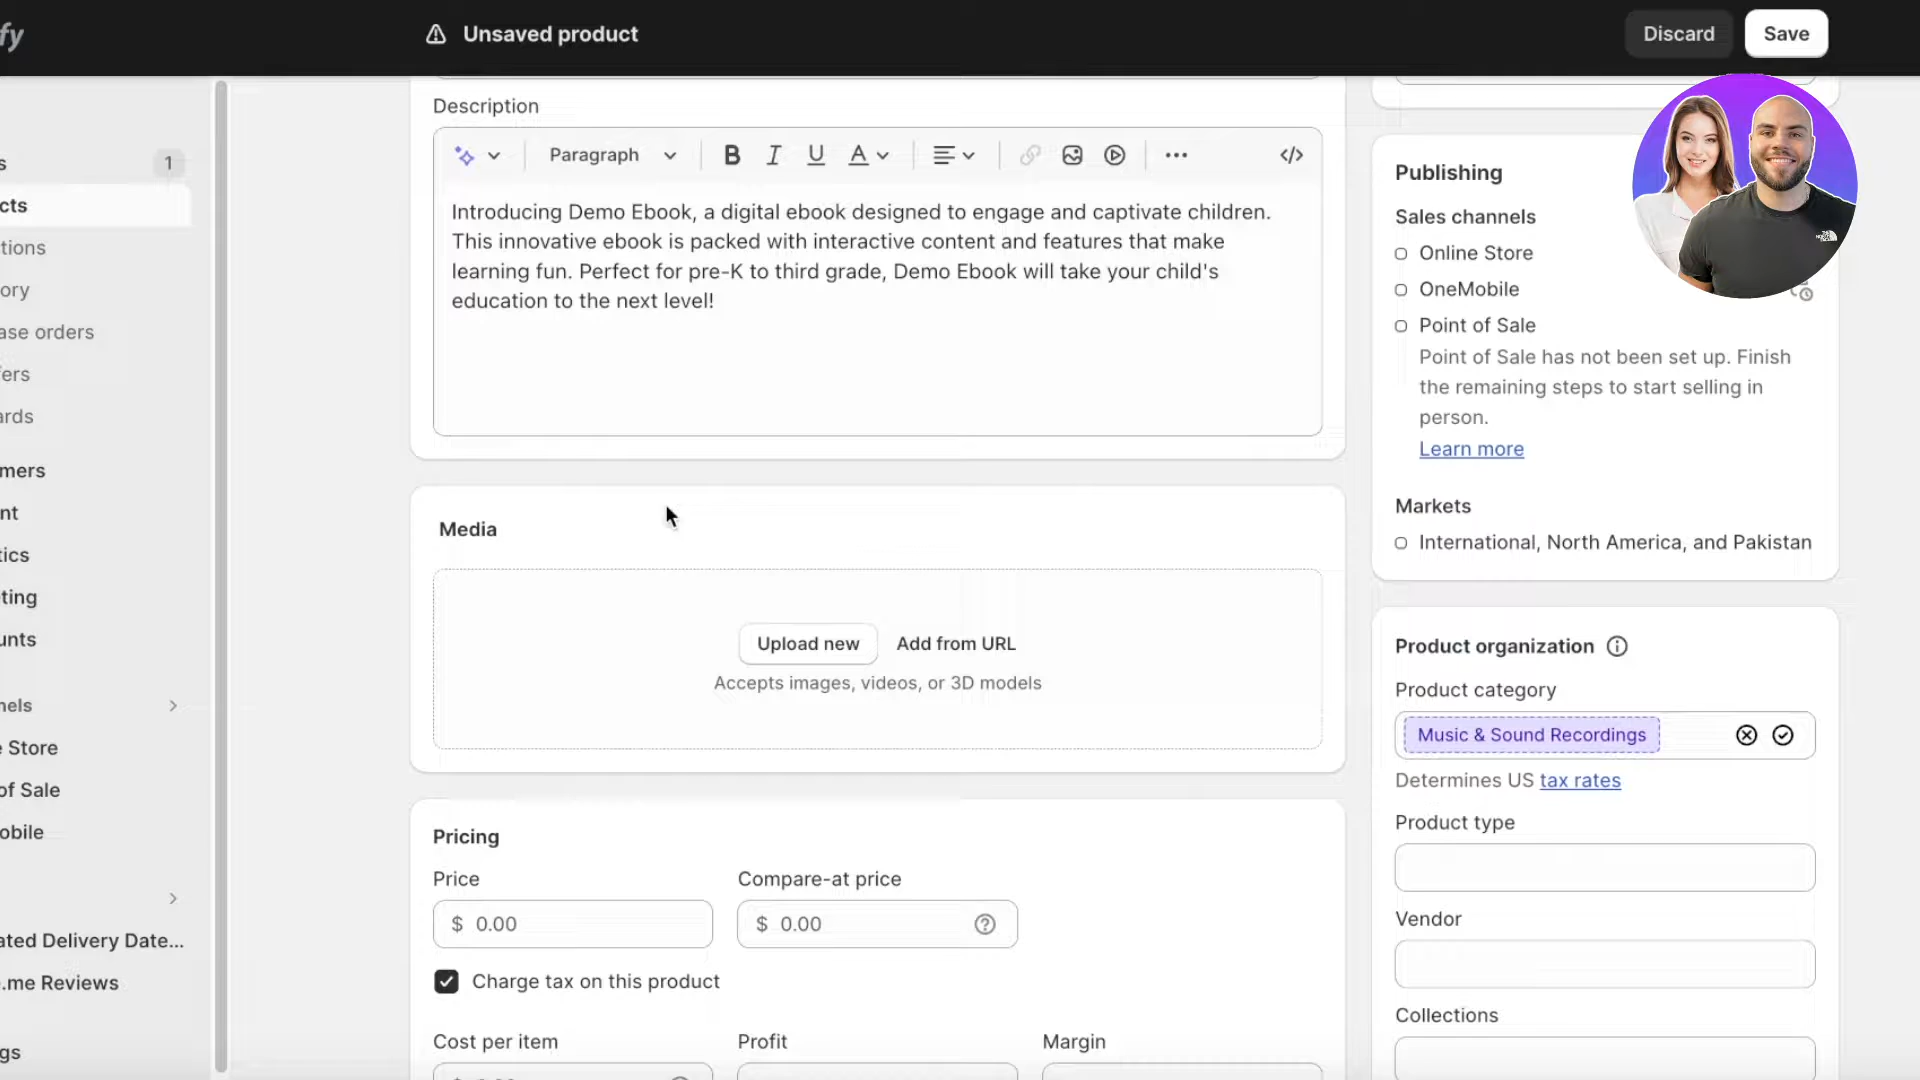 fy
Unsaved product
Discard
Save
s
1
cts
tions
ory
ase orders
ers
ards
mers
nt
tics
ting
unts
nels
e Store
of Sale
obile
ated Delivery Date...
.me Reviews
gs
Description
Paragraph
B I U A
Introducing Demo Ebook, a digital ebook designed to engage and captivate children.
This innovative ebook is packed with interactive content and features that make
learning fun. Perfect for pre-K to third grade, Demo Ebook will take your child's
education to the next level!
Media
Upload new
Add from URL
Accepts images, videos, or 3D models
Pricing
Price
Compare-at price
$ 0.00
$ 0.00
Charge tax on this product
Cost per item
Profit
Margin
Publishing
Sales channels
Online Store
OneMobile
Point of Sale
Point of Sale has not been set up. Finish
the remaining steps to start selling in
person.
Learn more
Markets
International, North America, and Pakistan
Product organization
Product category
Music & Sound Recordings
Determines US tax rates
Product type
Vendor
Collections